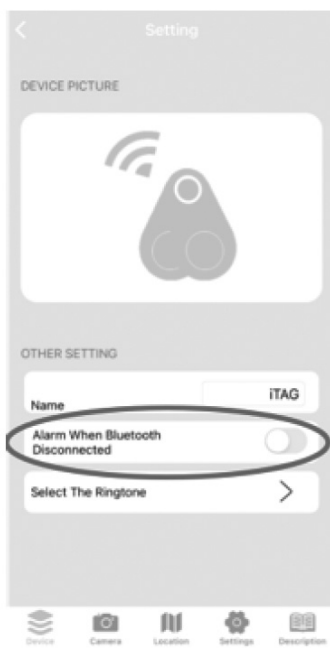 Setting
DEVICE PICTURE
OTHER SETTING
Name iTAG
Alarm When Bluetooth
Disconnected
Select The Ringtone
Device Camera Location Settings Description